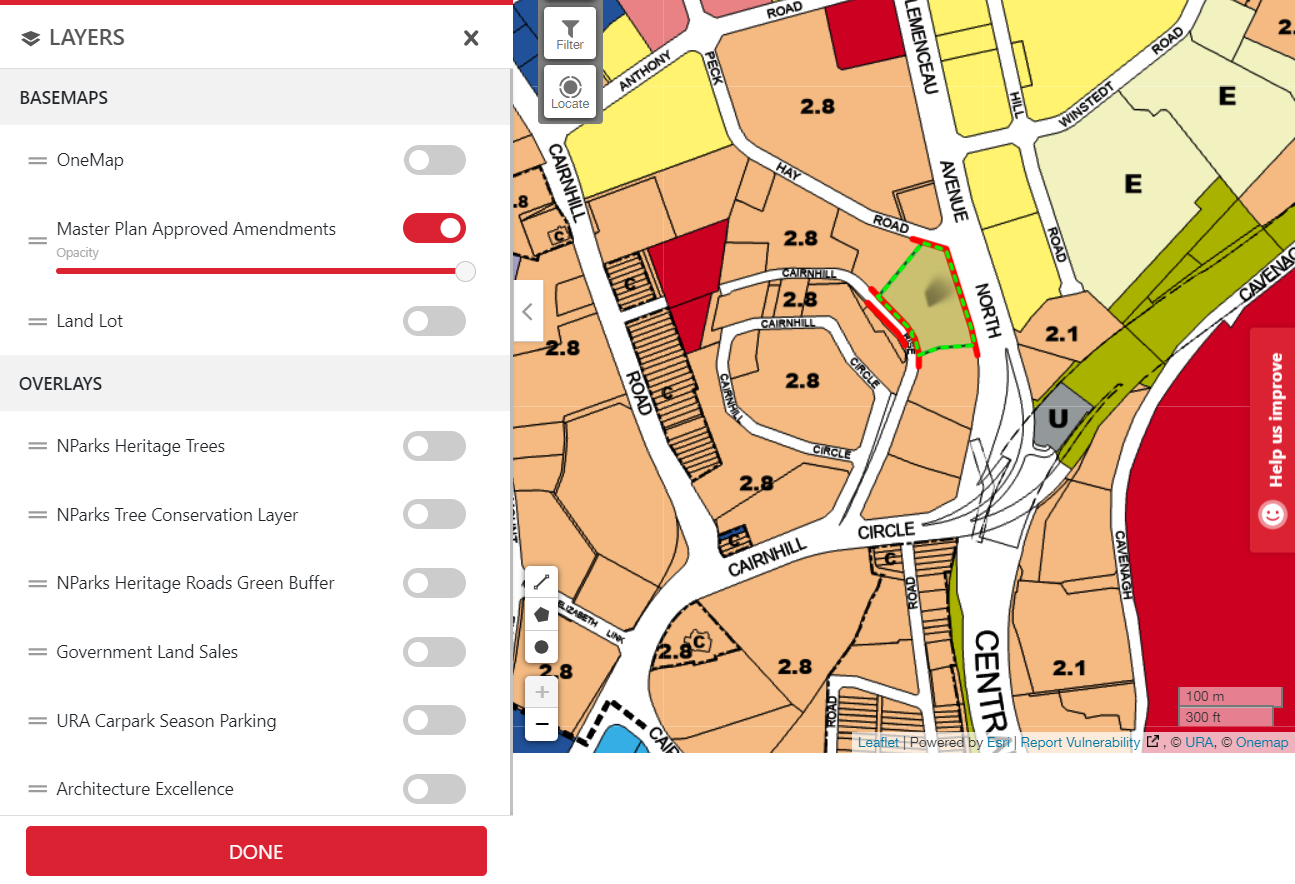 LAYERS
BASEMAPS
OneMap
Master Plan Approved Amendments
Opacity
Land Lot
OVERLAYS
NParks Heritage Trees
NParks Tree Conservation Layer
NParks Heritage Roads Green Buffer
Government Land Sales
URA Carpark Season Parking
Architecture Excellence
DONE
Filter
Locate
ROAD
ANTHONY
PECK
HAY
ROAD
LEMENCEAU
AVENUE
NORTH
HILL
ROAD
WINSTEDT
ROAD
E
E
2.
2.8
.8
C
CAIRNHILL
ROAD
2.8
CAIRNHILL
2.8
CAIRNHILL
CIRCLE
2.8
CAIRNHILL
CIRCLE
C
C
2.8
2.8
C
CAIRNHILL
CIRCLE
2.1
U
CAVENAG
CAVENAGH
C
ROAD
ELIZABETH LINK
2.8
C
2.8
2.8
ROAD
CENTR
2.1
CAI
Help us improve
100 m
300 ft
Leaflet | Powered by Esri | Report Vulnerability , © URA, © Onemap